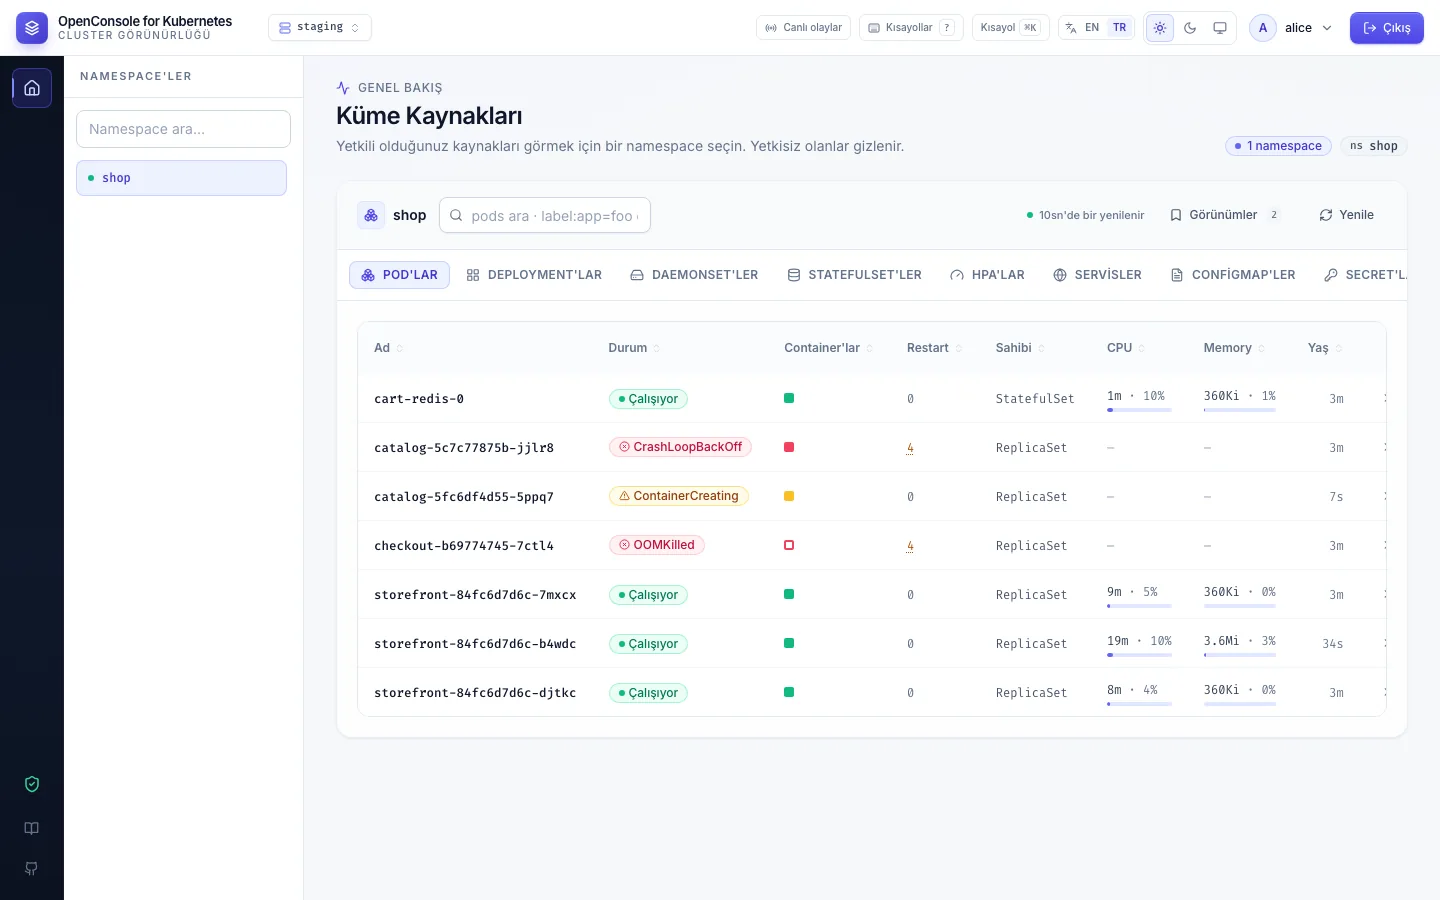 OpenConsole for Kubernetes
CLUSTER GÖRÜNÜRLÜĞÜ
staging
Canlı olaylar
Kısayollar ?
Kısayol ⌘K
EN TR
A alice
Çıkış
NAMESPACE'LER
Namespace ara...
shop
GENEL BAKIŞ
Küme Kaynakları
Yetkili olduğunuz kaynakları görmek için bir namespace seçin. Yetkisiz olanlar gizlenir.
1 namespace
ns shop
shop
pods ara · label:app=foo
10sn'de bir yenilenir
Görünümler 2
Yenile
POD'LAR DEPLOYMENT'LAR DAEMONSET'LER STATEFULSET'LER HPA'LAR SERVİSLER CONFİGMAP'LER SECRET'L
Ad Durum Container'lar Restart Sahibi CPU Memory Yaş
cart-redis-0 Çalışıyor 0 StatefulSet 1m · 10% 360Ki · 1% 3m
catalog-5c7c77875b-jjlr8 CrashLoopBackOff 4 ReplicaSet — — 3m
catalog-5fc6df4d55-5ppq7 ContainerCreating 0 ReplicaSet — — 7s
checkout-b69774745-7ctl4 OOMKilled 4 ReplicaSet — — 3m
storefront-84fc6d7d6c-7mxcx Çalışıyor 0 ReplicaSet 9m · 5% 360Ki · 0% 3m
storefront-84fc6d7d6c-b4wdc Çalışıyor 0 ReplicaSet 19m · 10% 3.6Mi · 3% 34s
storefront-84fc6d7d6c-djtkc Çalışıyor 0 ReplicaSet 8m · 4% 360Ki · 0% 3m